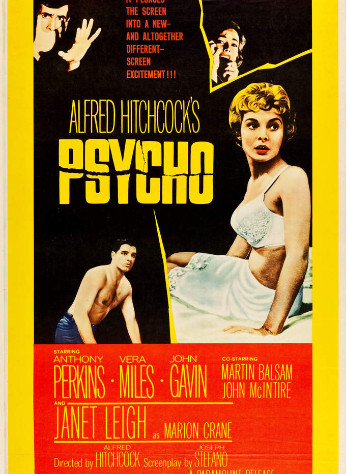 THE SCREEN
INTO A NEW—
AND ALTOGETHER
DIFFERENT—
SCREEN
EXCITEMENT!!!
ALFRED HITCHCOCK'S
PSYCHO
STARRING
ANTHONY PERKINS · VERA MILES · JOHN GAVIN
CO-STARRING
MARTIN BALSAM
JOHN McINTIRE
AND
JANET LEIGH AS MARION CRANE
Directed by ALFRED HITCHCOCK Screenplay by JOSEPH STEFANO
A PARAMOUNT RELEASE